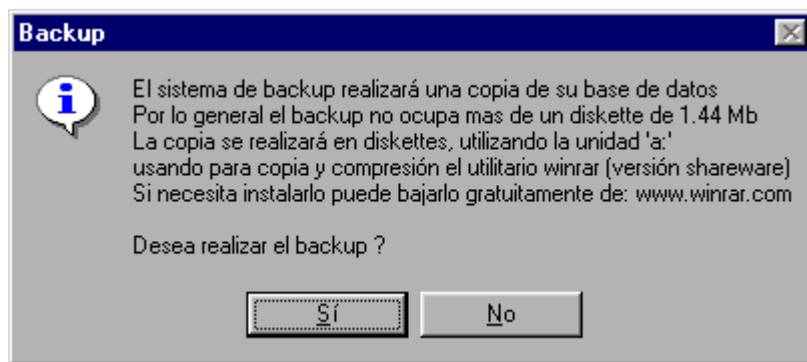 Backup
El sistema de backup realizará una copia de su base de datos
Por lo general el backup no ocupa mas de un diskette de 1.44 Mb
La copia se realizará en diskettes, utilizando la unidad 'a:'
usando para copia y compresión el utilitario winrar (versión shareware)
Si necesita instalarlo puede bajarlo gratuitamente de: www.winrar.com
Desea realizar el backup ?
Sí No